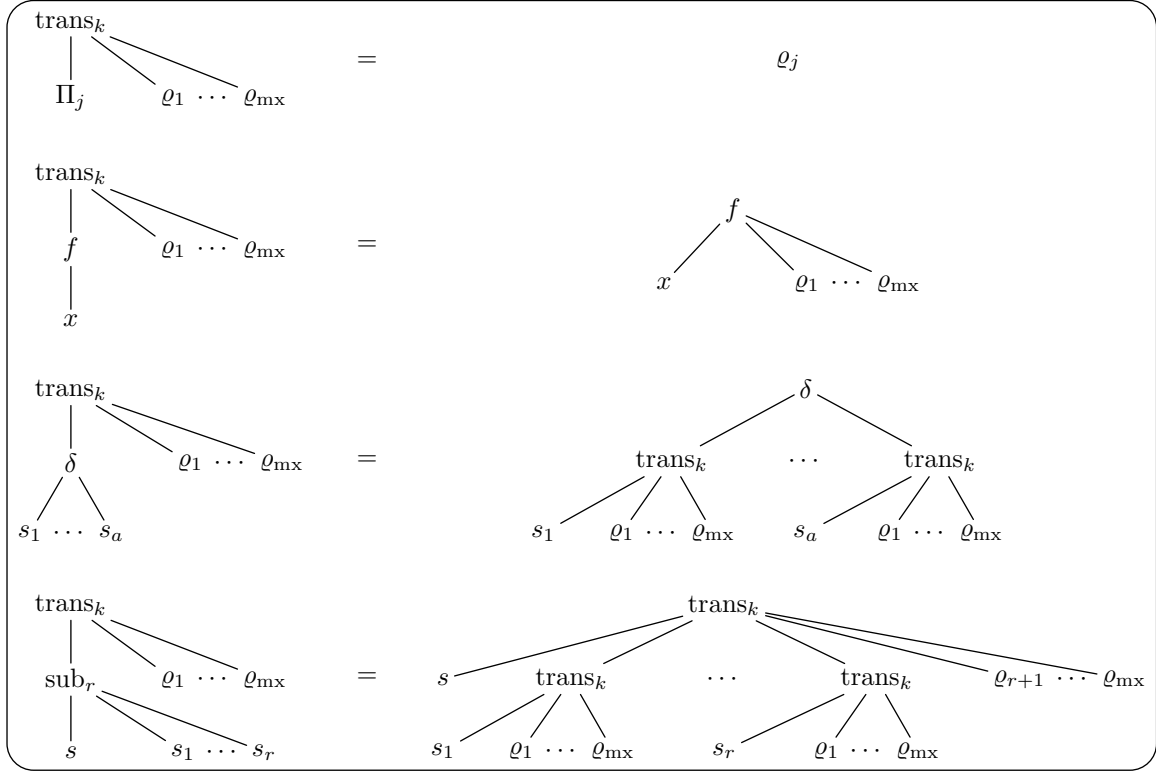 trans_k
= ϱ_j
Π_j ϱ_1 ⋯ ϱ_mx
trans_k
f
f ϱ_1 ⋯ ϱ_mx =
x ϱ_1 ⋯ ϱ_mx
x
trans_k δ
δ ϱ_1 ⋯ ϱ_mx = trans_k ⋯ trans_k
s_1 ⋯ s_a s_1 ϱ_1 ⋯ ϱ_mx s_a ϱ_1 ⋯ ϱ_mx
trans_k trans_k
sub_r ϱ_1 ⋯ ϱ_mx = s trans_k ⋯ trans_k ϱ_{r+1} ⋯ ϱ_mx
s s_1 ⋯ s_r s_1 ϱ_1 ⋯ ϱ_mx s_r ϱ_1 ⋯ ϱ_mx